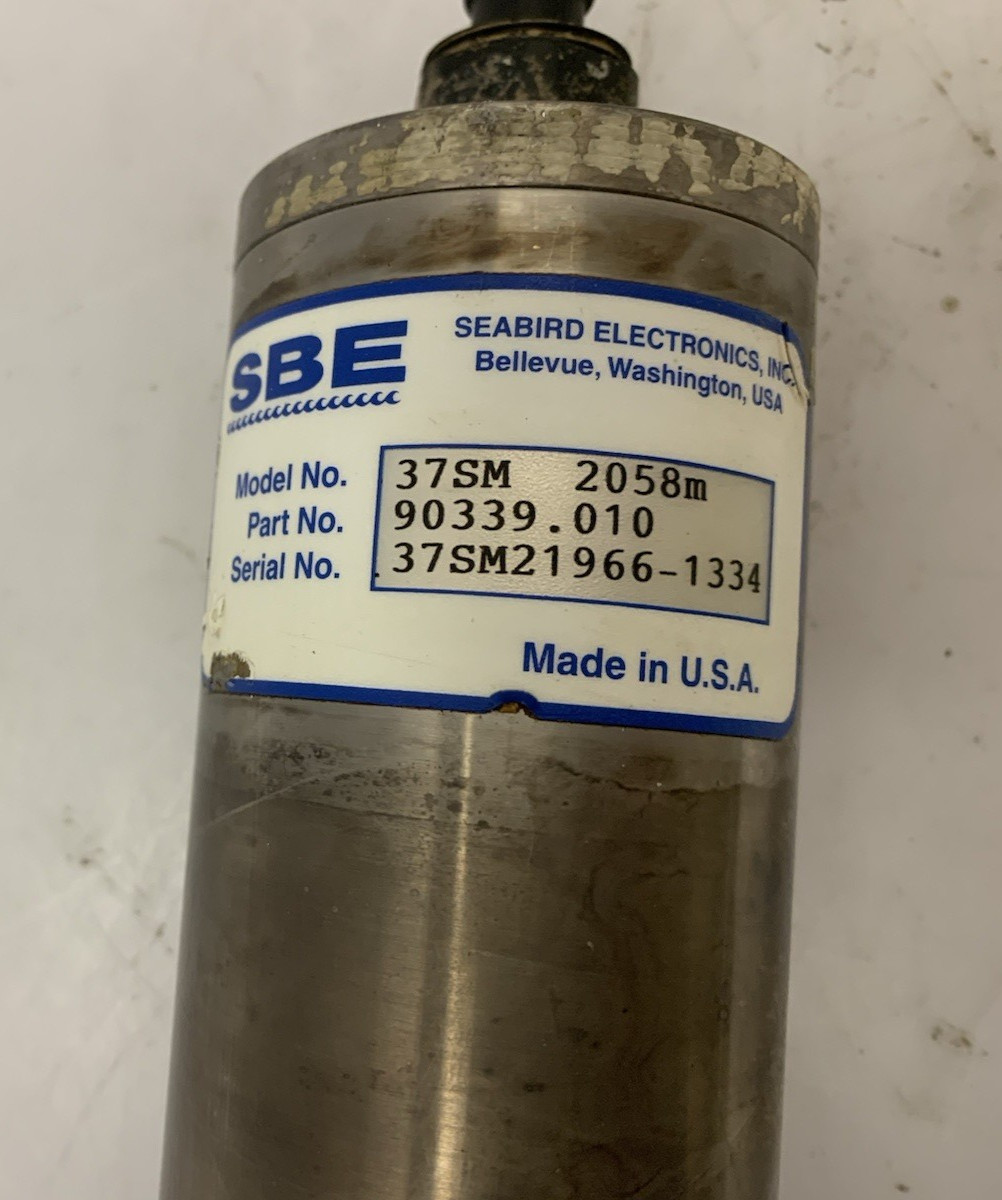 SBE
SEABIRD ELECTRONICS, INC.
Bellevue, Washington, USA
Model No. 37SM 2058m
Part No. 90339.010
Serial No. 37SM21966-1334
Made in U.S.A.